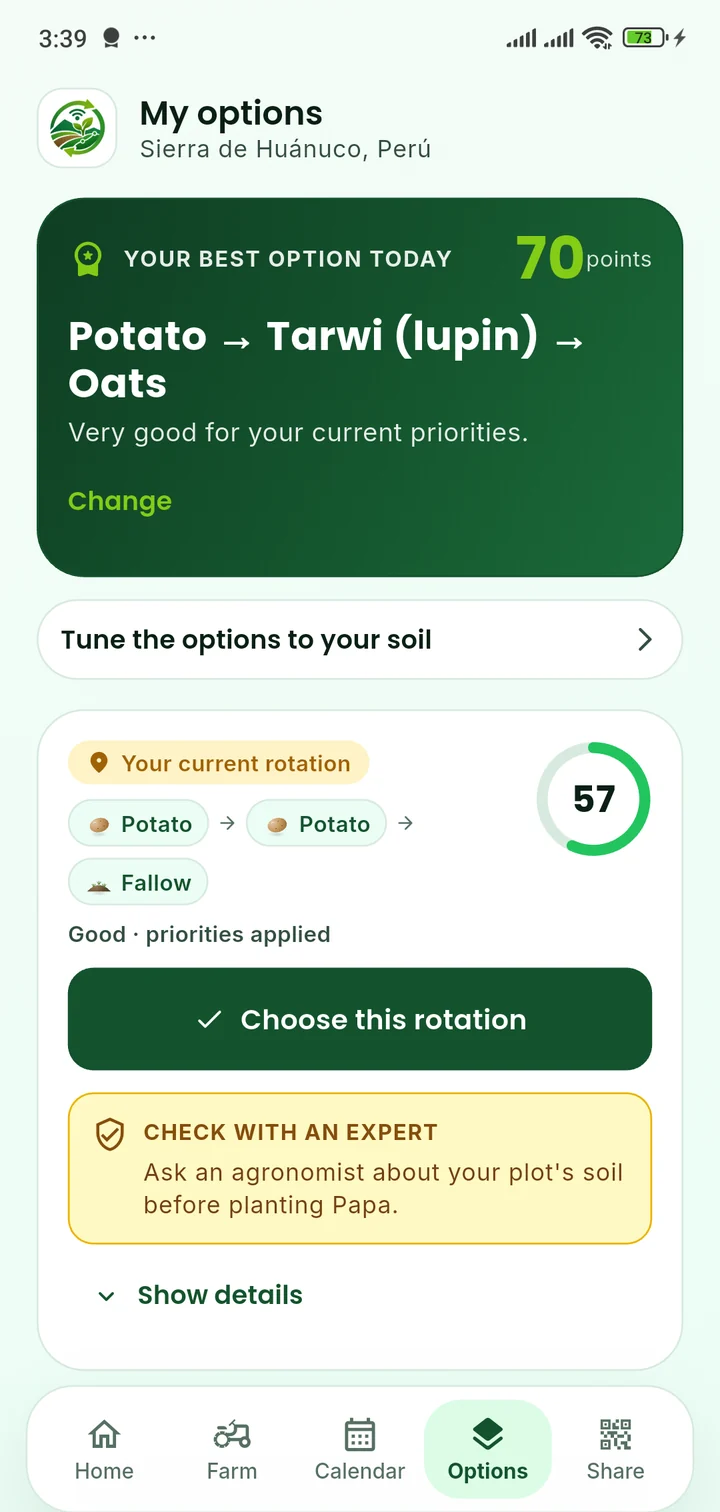 3:39 ... 73
My options
Sierra de Huánuco, Perú
YOUR BEST OPTION TODAY 70 points
Potato → Tarwi (lupin) →
Oats
Very good for your current priorities.
Change
Tune the options to your soil
Your current rotation
57
Potato → Potato →
Fallow
Good · priorities applied
Choose this rotation
CHECK WITH AN EXPERT
Ask an agronomist about your plot's soil
before planting Papa.
Show details
Home Farm Calendar Options Share